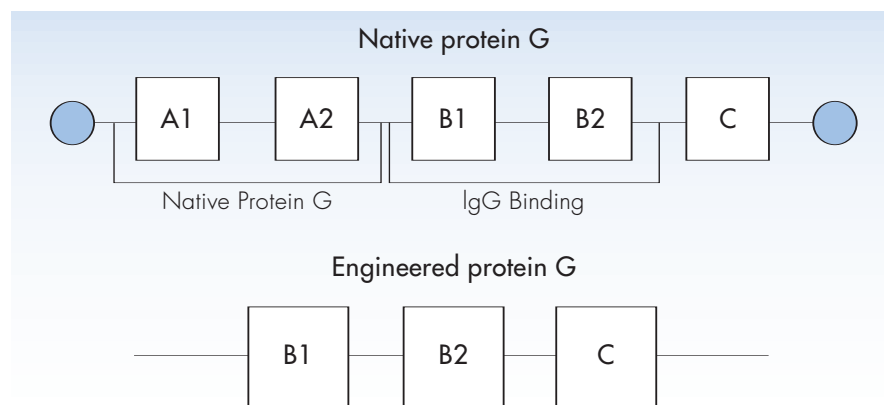 Native protein G
A1 A2 B1 B2 C
Native Protein G IgG Binding
Engineered protein G
B1 B2 C